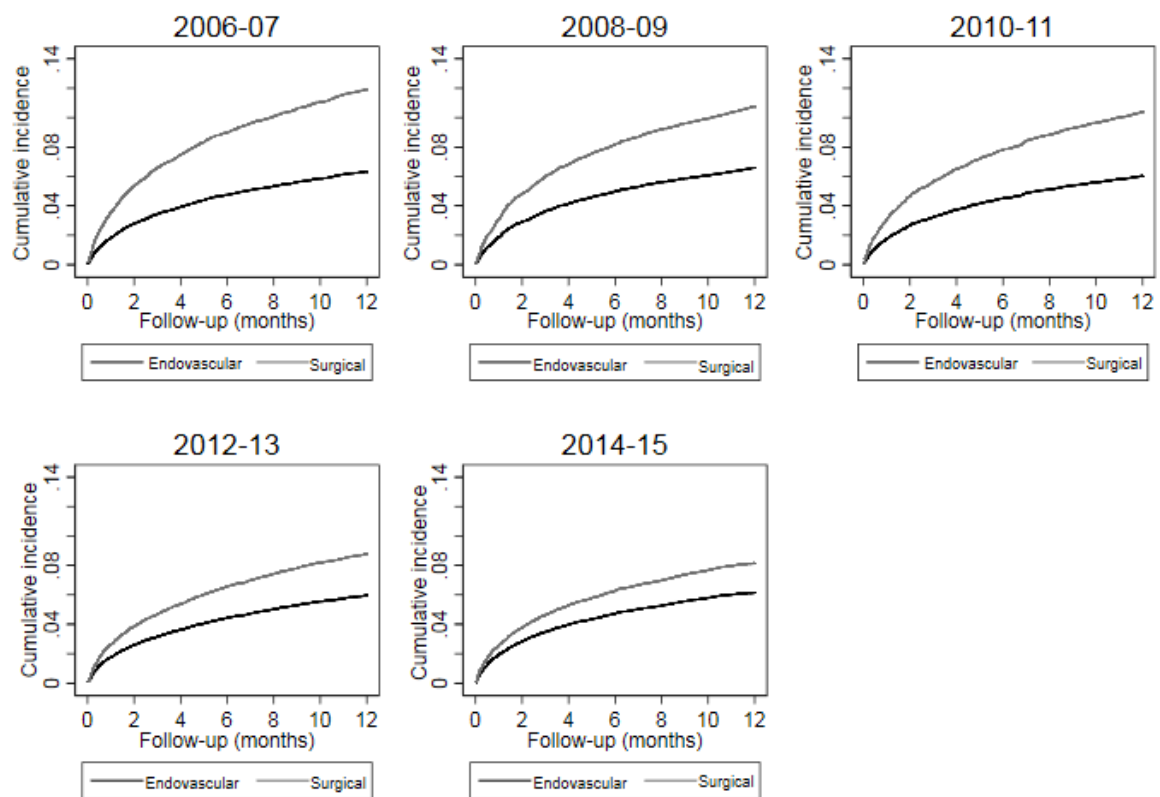 2006-07
2008-09
2010-11
Cumulative incidence
0 .04 .08 .14
0 2 4 6 8 10 12
Follow-up (months)
Endovascular Surgical
Cumulative incidence
0 .04 .08 .14
0 2 4 6 8 10 12
Follow-up (months)
Endovascular Surgical
Cumulative incidence
0 .04 .08 .14
0 2 4 6 8 10 12
Follow-up (months)
Endovascular Surgical
2012-13
2014-15
Cumulative incidence
0 .04 .08 .14
0 2 4 6 8 10 12
Follow-up (months)
Endovascular Surgical
Cumulative incidence
0 .04 .08 .14
0 2 4 6 8 10 12
Follow-up (months)
Endovascular Surgical